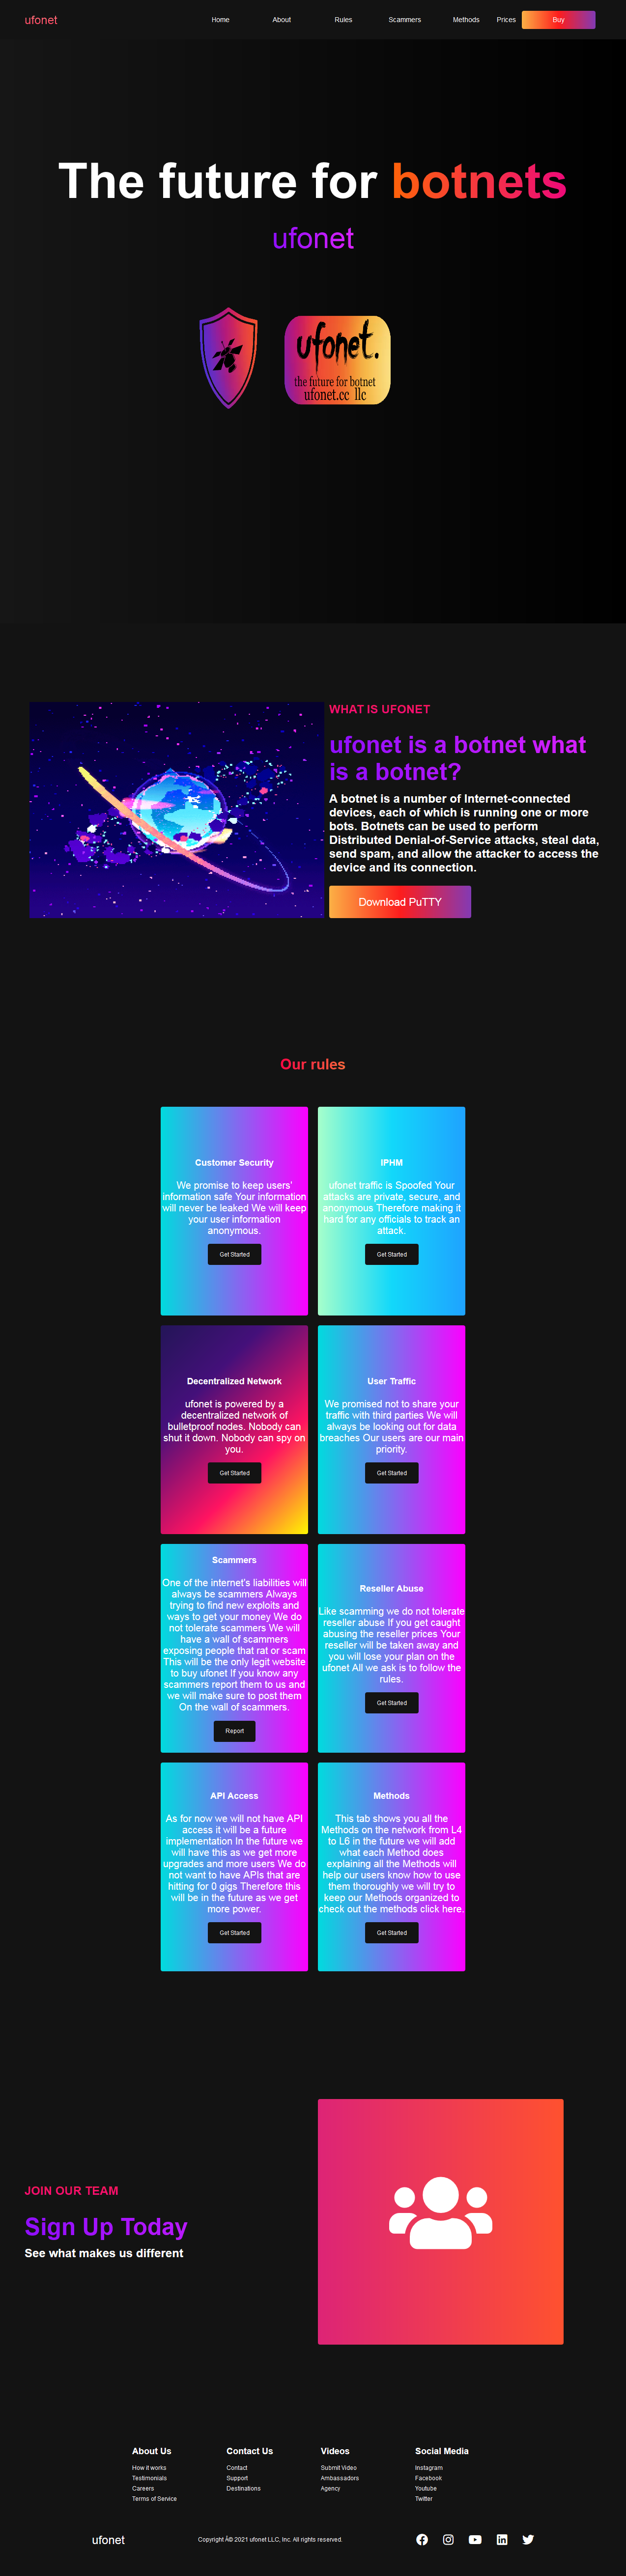 ufonet
Home About Rules Scammers Methods Prices Buy
The future for botnets
ufonet
ufonet.
the future for botnet
ufonet.cc llc
WHAT IS UFONET
ufonet is a botnet what
is a botnet?
A botnet is a number of Internet-connected
devices, each of which is running one or more
bots. Botnets can be used to perform
Distributed Denial-of-Service attacks, steal data,
send spam, and allow the attacker to access the
device and its connection.
Download PuTTY
Our rules
Customer Security
We promise to keep users'
information safe Your information
will never be leaked We will keep
your user information
anonymous.
Get Started
IPHM
ufonet traffic is Spoofed Your
attacks are private, secure, and
anonymous Therefore making it
hard for any officials to track an
attack.
Get Started
Decentralized Network
ufonet is powered by a
decentralized network of
bulletproof nodes. Nobody can
shut it down. Nobody can spy on
you.
Get Started
User Traffic
We promised not to share your
traffic with third parties We will
always be looking out for data
breaches Our users are our main
priority.
Get Started
Scammers
One of the internet's liabilities will
always be scammers Always
trying to find new exploits and
ways to get your money We do
not tolerate scammers We will
have a wall of scammers
exposing people that rat or scam
This will be the only legit website
to buy ufonet If you know any
scammers report them to us and
we will make sure to post them
On the wall of scammers.
Report
Reseller Abuse
Like scamming we do not tolerate
reseller abuse If you get caught
abusing the reseller prices Your
reseller will be taken away and
you will lose your plan on the
ufonet All we ask is to follow the
rules.
Get Started
API Access
As for now we will not have API
access it will be a future
implementation In the future we
will have this as we get more
upgrades and more users We do
not want to have APIs that are
hitting for 0 gigs Therefore this
will be in the future as we get
more power.
Get Started
Methods
This tab shows you all the
Methods on the network from L4
to L6 in the future we will add
what each Method does
explaining all the Methods will
help our users know how to use
them thoroughly we will try to
keep our Methods organized to
check out the methods click here.
Get Started
JOIN OUR TEAM
Sign Up Today
See what makes us different
About Us
How it works
Testimonials
Careers
Terms of Service
Contact Us
Contact
Support
Destinations
Videos
Submit Video
Ambassadors
Agency
Social Media
Instagram
Facebook
Youtube
Twitter
ufonet
Copyright Â© 2021 ufonet LLC, Inc. All rights reserved.